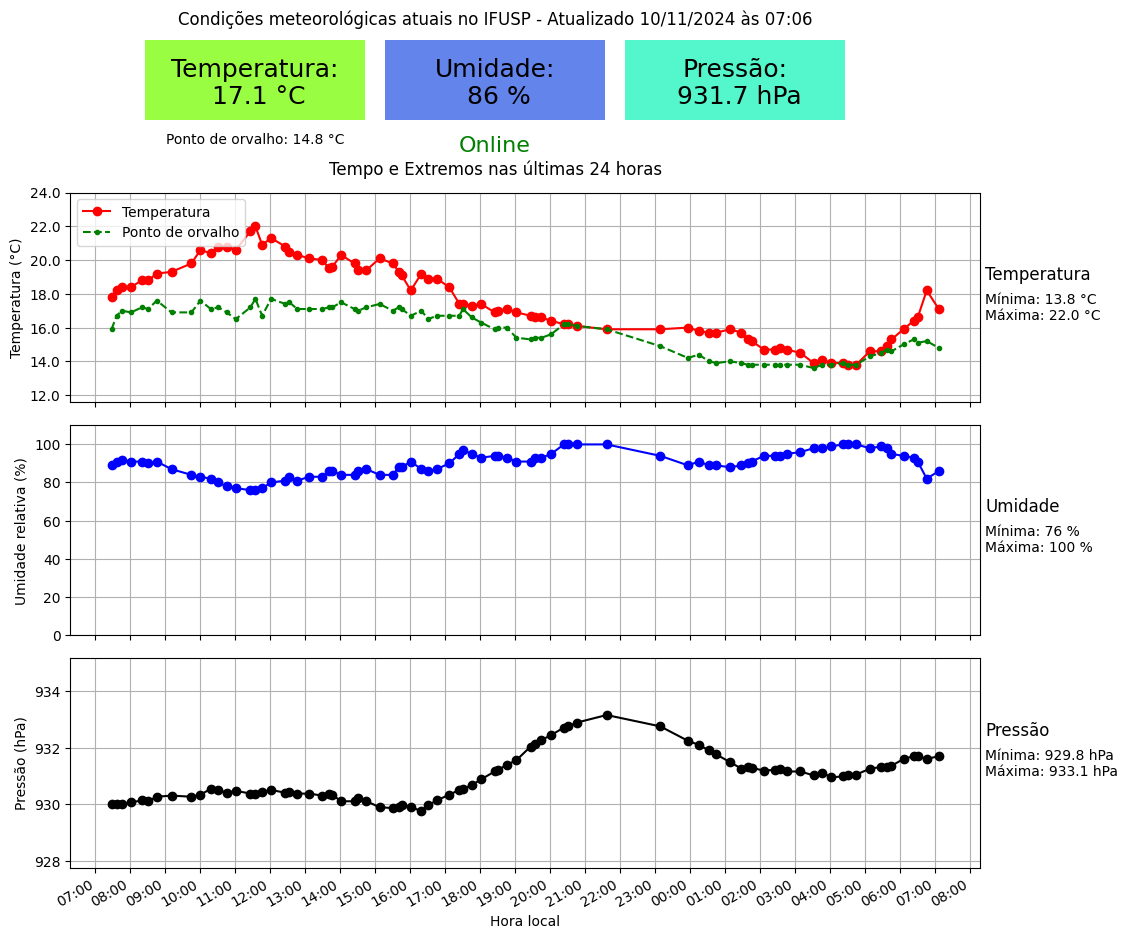 Condições meteorológicas atuais no IFUSP - Atualizado 10/11/2024 às 07:06
Temperatura:
17.1 °C
Umidade:
86 %
Pressão:
931.7 hPa
Ponto de orvalho: 14.8 °C
Online
Tempo e Extremos nas últimas 24 horas
Temperatura (°C)
24.0
22.0
20.0
18.0
16.0
14.0
12.0
Temperatura
Ponto de orvalho
Temperatura
Mínima: 13.8 °C
Máxima: 22.0 °C
Umidade relativa (%)
100
80
60
40
20
0
Umidade
Mínima: 76 %
Máxima: 100 %
Pressão (hPa)
934
932
930
928
Pressão
Mínima: 929.8 hPa
Máxima: 933.1 hPa
07:00 08:00 09:00 10:00 11:00 12:00 13:00 14:00 15:00 16:00 17:00 18:00 19:00 20:00 21:00 22:00 23:00 00:00 01:00 02:00 03:00 04:00 05:00 06:00 07:00 08:00
Hora local